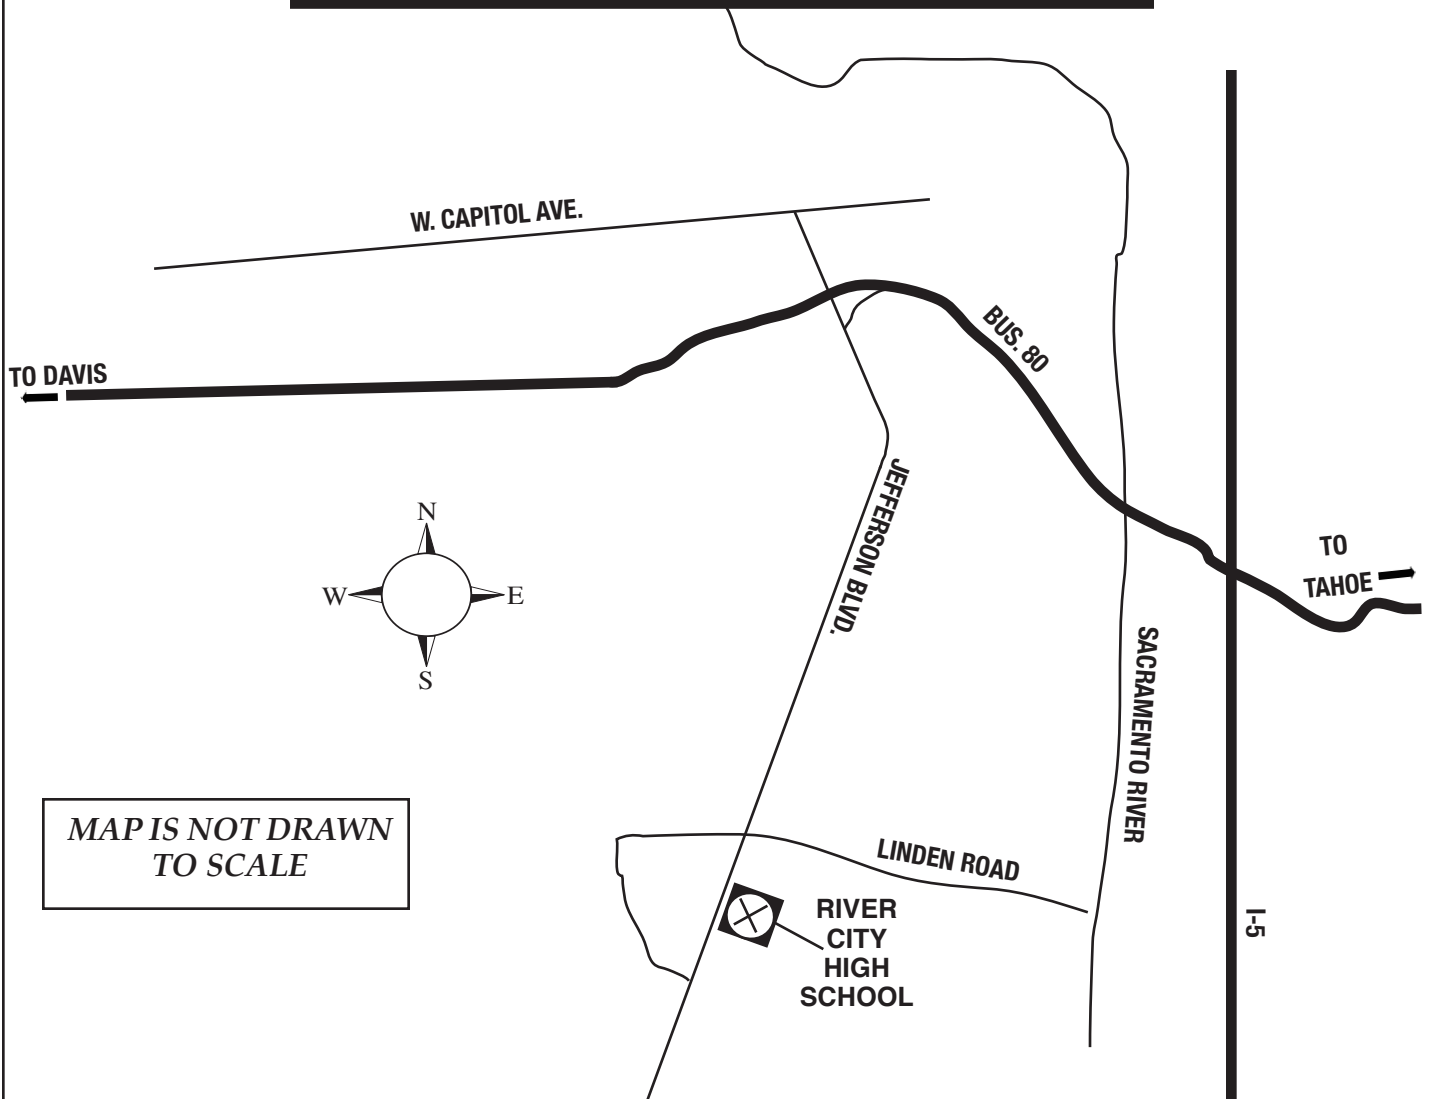 W. CAPITOL AVE.
BUS. 80
TO DAVIS
JEFFERSON BLVD.
N
W
E
S
TO
TAHOE
SACRAMENTO RIVER
MAP IS NOT DRAWN
TO SCALE
LINDEN ROAD
RIVER
CITY
HIGH
SCHOOL
I-5